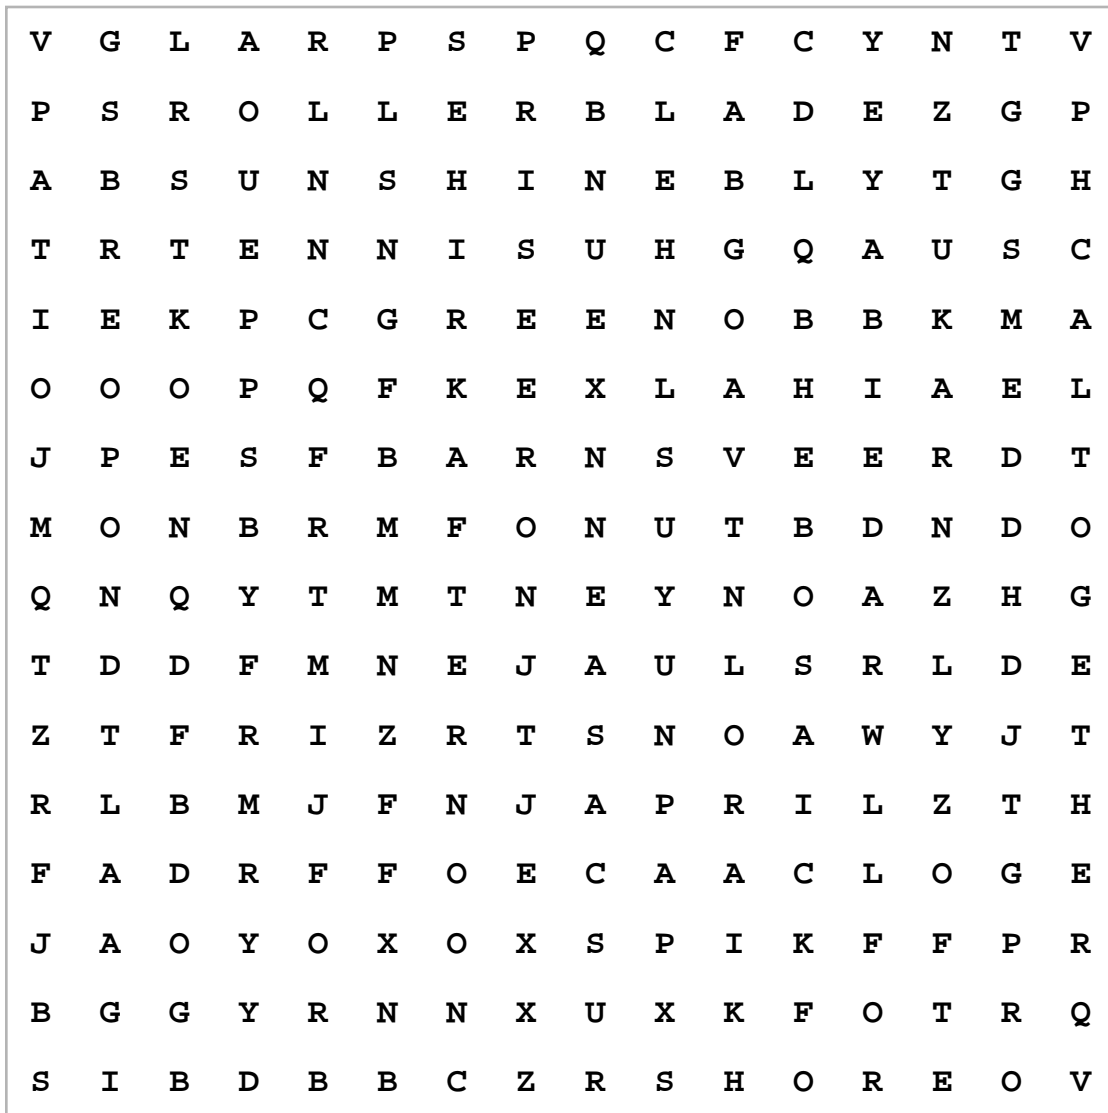 V G L A R P S P Q C F C Y N T V
P S R O L L E R B L A D E Z G P
A B S U N S H I N E B L Y T G H
T R T E N N I S U H G Q A U S C
I E K P C G R E E N O B B K M A
O O O P Q F K E X L A H I A E L
J P E S F B A R N S V E E R D T
M O N B R M F O N U T B D N D O
Q N Q Y T M T N E Y N O A Z H G
T D D F M N E J A U L S R L D E
Z T F R I Z R T S N O A W Y J T
R L B M J F N J A P R I L Z T H
F A D R F F O E C A A C L O G E
J A O Y O X O X S P I K F F P R
B G G Y R N N X U X K F O T R Q
S I B D B B C Z R S H O R E O V